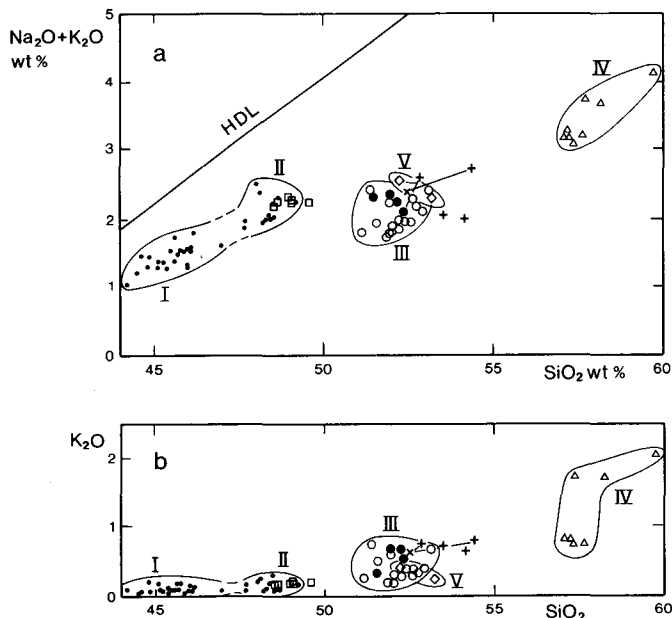 5
Na₂O+K₂O
wt %
a
IV
4
HDL
3
II
V
2
III
1
I
0
45
50
55
SiO₂ wt %
60
K₂O
b
2
III
IV
1
I
II
V
0
45
50
55
SiO₂
60